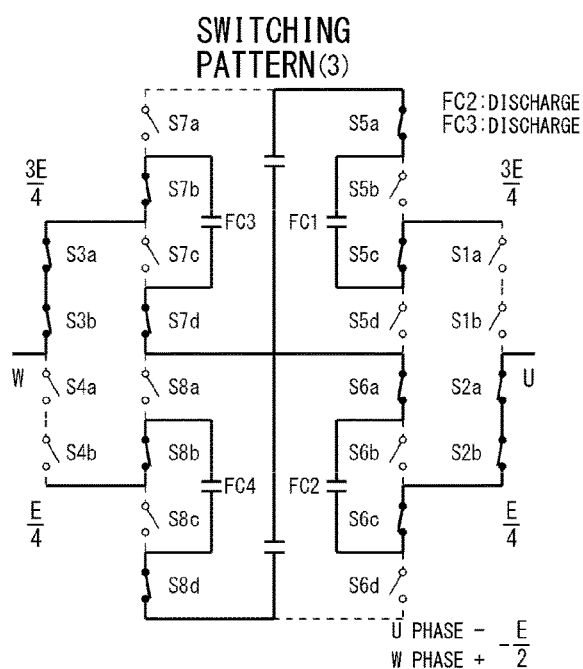 SWITCHING
PATTERN(3)
FC2:DISCHARGE
FC3:DISCHARGE
S7a
S5a
3E
4
S7b
S5b
3E
4
FC3
FC1
S3a
S7c
S5c
S1a
S3b
S7d
S5d
S1b
W
U
S4a
S8a
S6a
S2a
S4b
S8b
S6b
S2b
FC4
FC2
E
4
S8c
S6c
E
4
S8d
S6d
U PHASE -
W PHASE +
-E
2